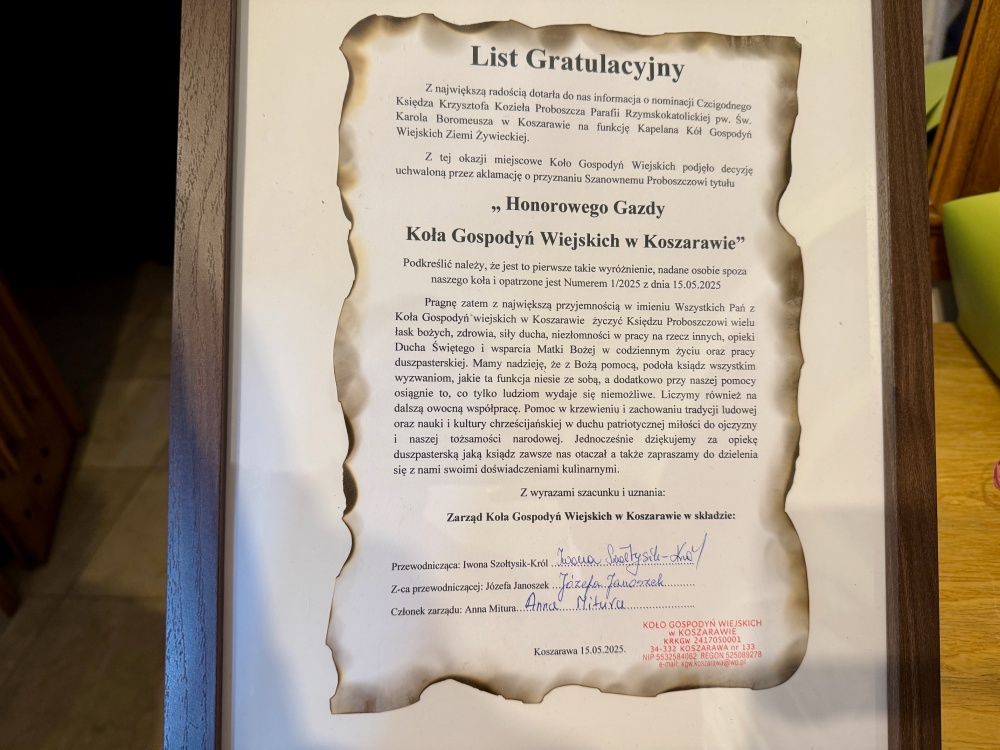 List Gratulacyjny
Z największą radością dotarła do nas informacja o nominacji Czcigodnego
Księdza Krzysztofa Kozieła Proboszcza Parafii Rzymskokatolickiej pw. Św.
Karola Boromeusza w Koszarawie na funkcję Kapelana Kół Gospodyń
Wiejskich Ziemi Żywieckiej.
Z tej okazji miejscowe Koło Gospodyń Wiejskich podjęło decyzję
uchwaloną przez aklamację o przyznaniu Szanownemu Proboszczowi tytułu
„ Honorowego Gazdy
Koła Gospodyń Wiejskich w Koszarawie”
Podkreślić należy, że jest to pierwsze takie wyróżnienie, nadane osobie spoza
naszego koła i opatrzone jest Numerem 1/2025 z dnia 15.05.2025
Pragnę zatem z największą przyjemnością w imieniu Wszystkich Pań z
Koła Gospodyń wiejskich w Koszarawie życzyć Księdzu Proboszczowi wielu
łask bożych, zdrowia, siły ducha, niezłomności w pracy na rzecz innych, opieki
Ducha Świętego i wsparcia Matki Bożej w codziennym życiu oraz pracy
duszpasterskiej. Mamy nadzieję, że z Bożą pomocą, podoła ksiądz wszystkim
wyzwaniom, jakie ta funkcja niesie ze sobą, a dodatkowo przy naszej pomocy
osiągnie to, co tylko ludziom wydaje się niemożliwe. Liczymy również na
dalszą owocną współpracę. Pomoc w krzewieniu i zachowaniu tradycji ludowej
oraz nauki i kultury chrześcijańskiej w duchu patriotycznej miłości do ojczyzny
i naszej tożsamości narodowej. Jednocześnie dziękujemy za opiekę
duszpasterską jaką ksiądz zawsze nas otaczał a także zapraszamy do dzielenia
się z nami swoimi doświadczeniami kulinarnymi.
Z wyrazami szacunku i uznania:
Zarząd Koła Gospodyń Wiejskich w Koszarawie w składzie:
Przewodnicząca: Iwona Szołtysik-Król Iwona Szołtysik-Król
Z-ca przewodniczącej: Józefa Janoszek Józefa Janoszek
Członek zarządu: Anna Mitura Anna Mitura
KOŁO GOSPODYŃ WIEJSKICH
w KOSZARAWIE
KRKGW 2417050001
34-332 KOSZARAWA nr 133
NIP 5532584062 REGON 525089278
e-mail: kgw.koszarawa@wp.pl
Koszarawa 15.05.2025.